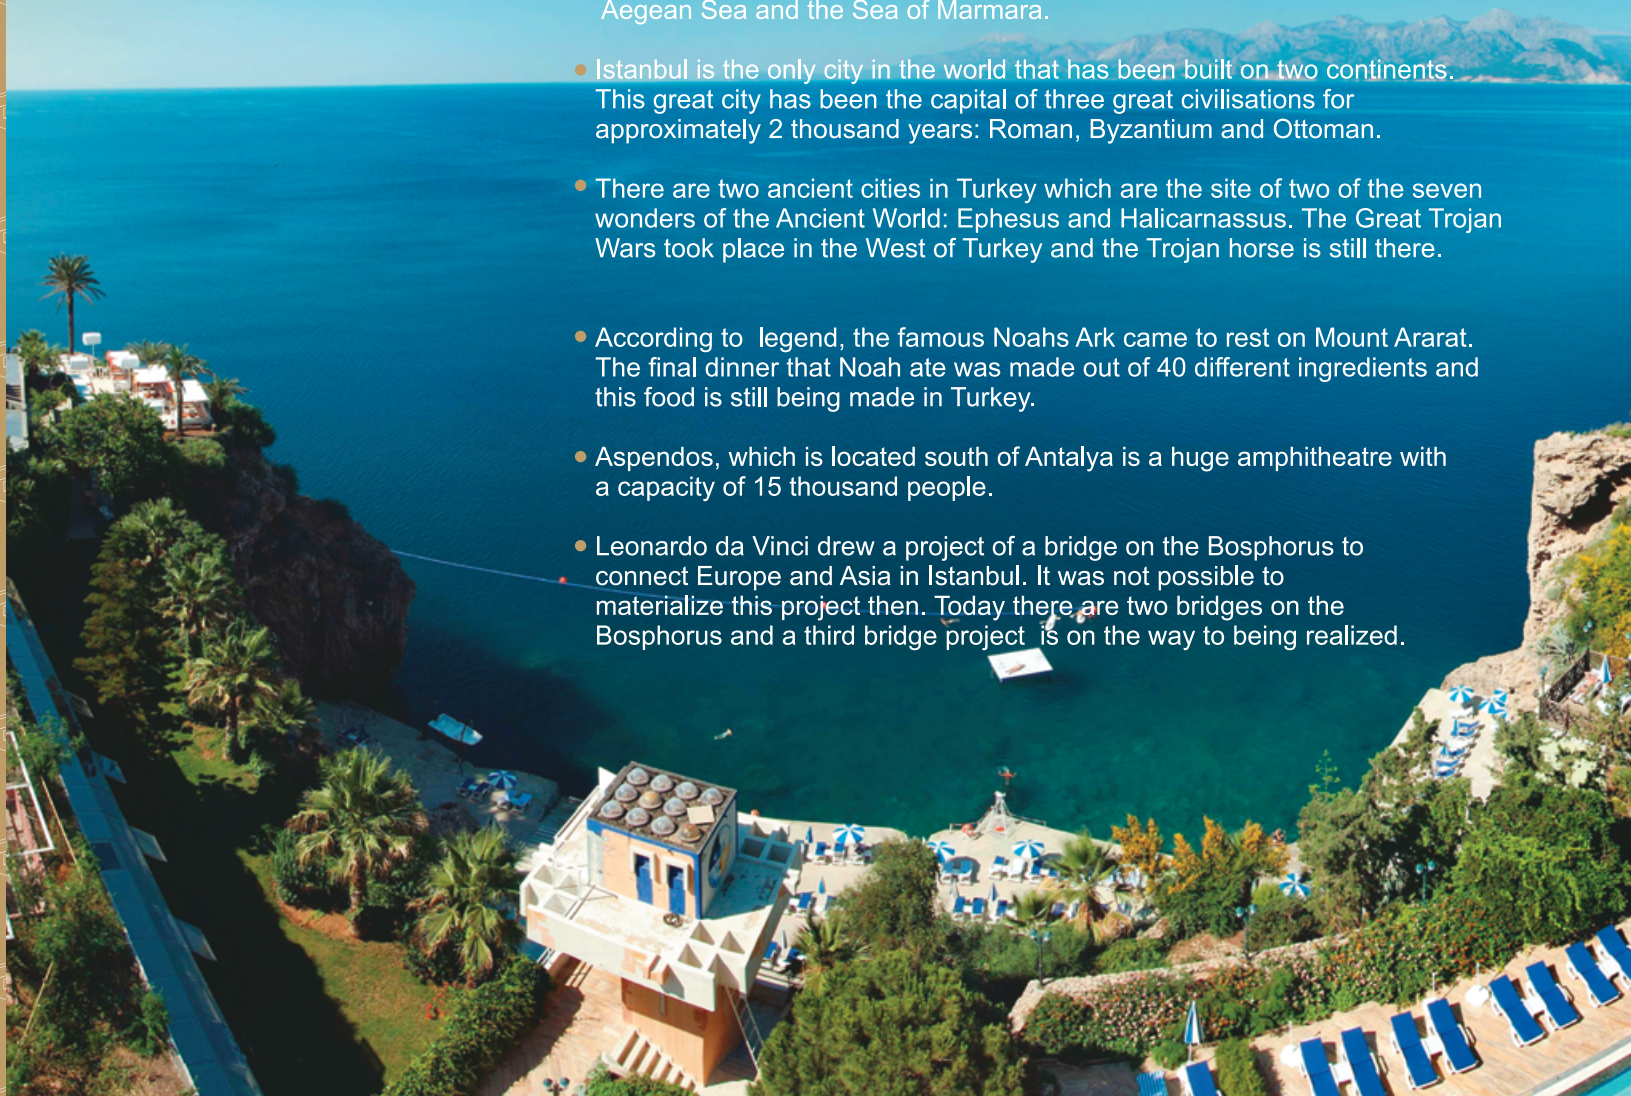 Aegean Sea and the Sea of Marmara.
• Istanbul is the only city in the world that has been built on two continents.
This great city has been the capital of three great civilisations for
approximately 2 thousand years: Roman, Byzantium and Ottoman.
• There are two ancient cities in Turkey which are the site of two of the seven
wonders of the Ancient World: Ephesus and Halicarnassus. The Great Trojan
Wars took place in the West of Turkey and the Trojan horse is still there.
• According to  legend, the famous Noahs Ark came to rest on Mount Ararat.
The final dinner that Noah ate was made out of 40 different ingredients and
this food is still being made in Turkey.
• Aspendos, which is located south of Antalya is a huge amphitheatre with
a capacity of 15 thousand people.
• Leonardo da Vinci drew a project of a bridge on the Bosphorus to
connect Europe and Asia in Istanbul. It was not possible to
materialize this project then. Today there are two bridges on the
Bosphorus and a third bridge project  is on the way to being realized.